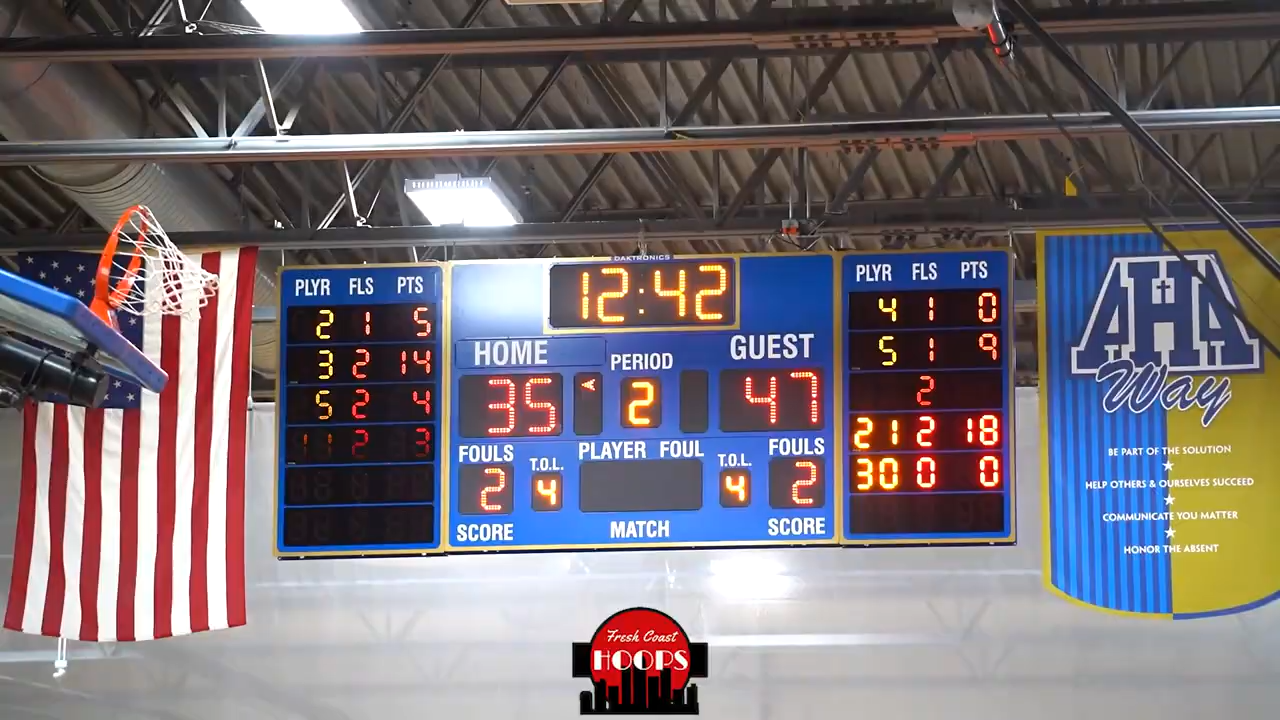 DAKTRONICS
12:42
PLYR FLS PTS
2 1 5
3 2 14
5 2 4
11 2 3
HOME
35
PERIOD
2
GUEST
47
FOULS
2
T.O.L.
4
PLAYER FOUL
T.O.L.
4
FOULS
2
SCORE
MATCH
SCORE
PLYR FLS PTS
4 1 0
5 1 9
2
21 2 18
30 0 0
AHA
Way
BE PART OF THE SOLUTION
HELP OTHERS & OURSELVES SUCCEED
COMMUNICATE YOU MATTER
HONOR THE ABSENT
Fresh Coast
HOOPS